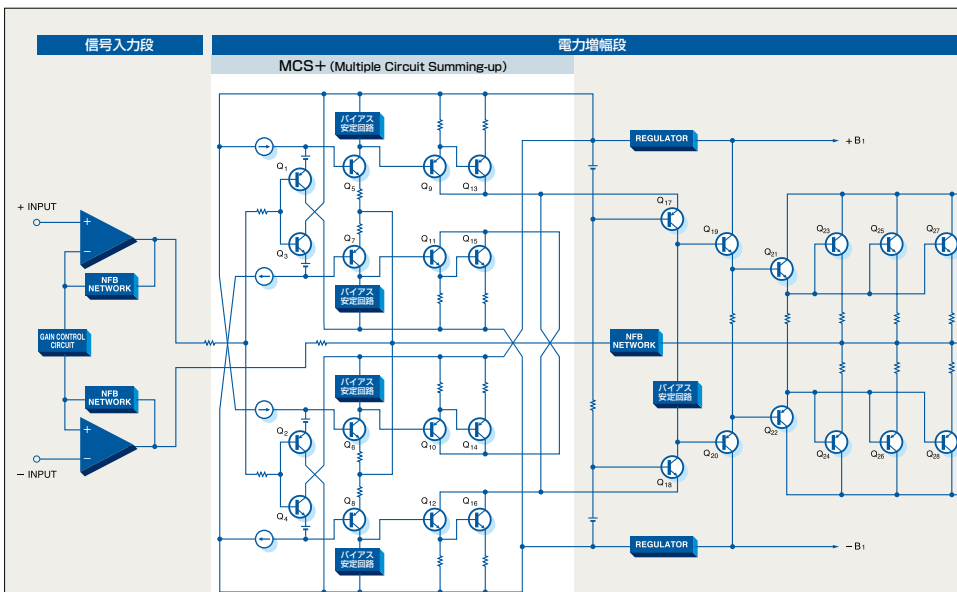 信号入力段
電力増幅段
MCS+ (Multiple Circuit Summing-up)
バイアス
安定回路
REGULATOR
+B1
Q1
Q5
Q9
Q13
+ INPUT
Q17
Q3
Q7
Q11
Q15
Q19
Q21
Q23
Q25
Q27
+
−
NFB
NETWORK
バイアス
安定回路
GAIN CONTROL
CIRCUIT
NFB
NETWORK
バイアス
安定回路
バイアス
安定回路
NFB
NETWORK
+
−
− INPUT
Q2
Q6
Q10
Q14
Q22
Q20
Q24
Q26
Q28
Q4
Q8
Q12
Q16
Q18
バイアス
安定回路
REGULATOR
−B1